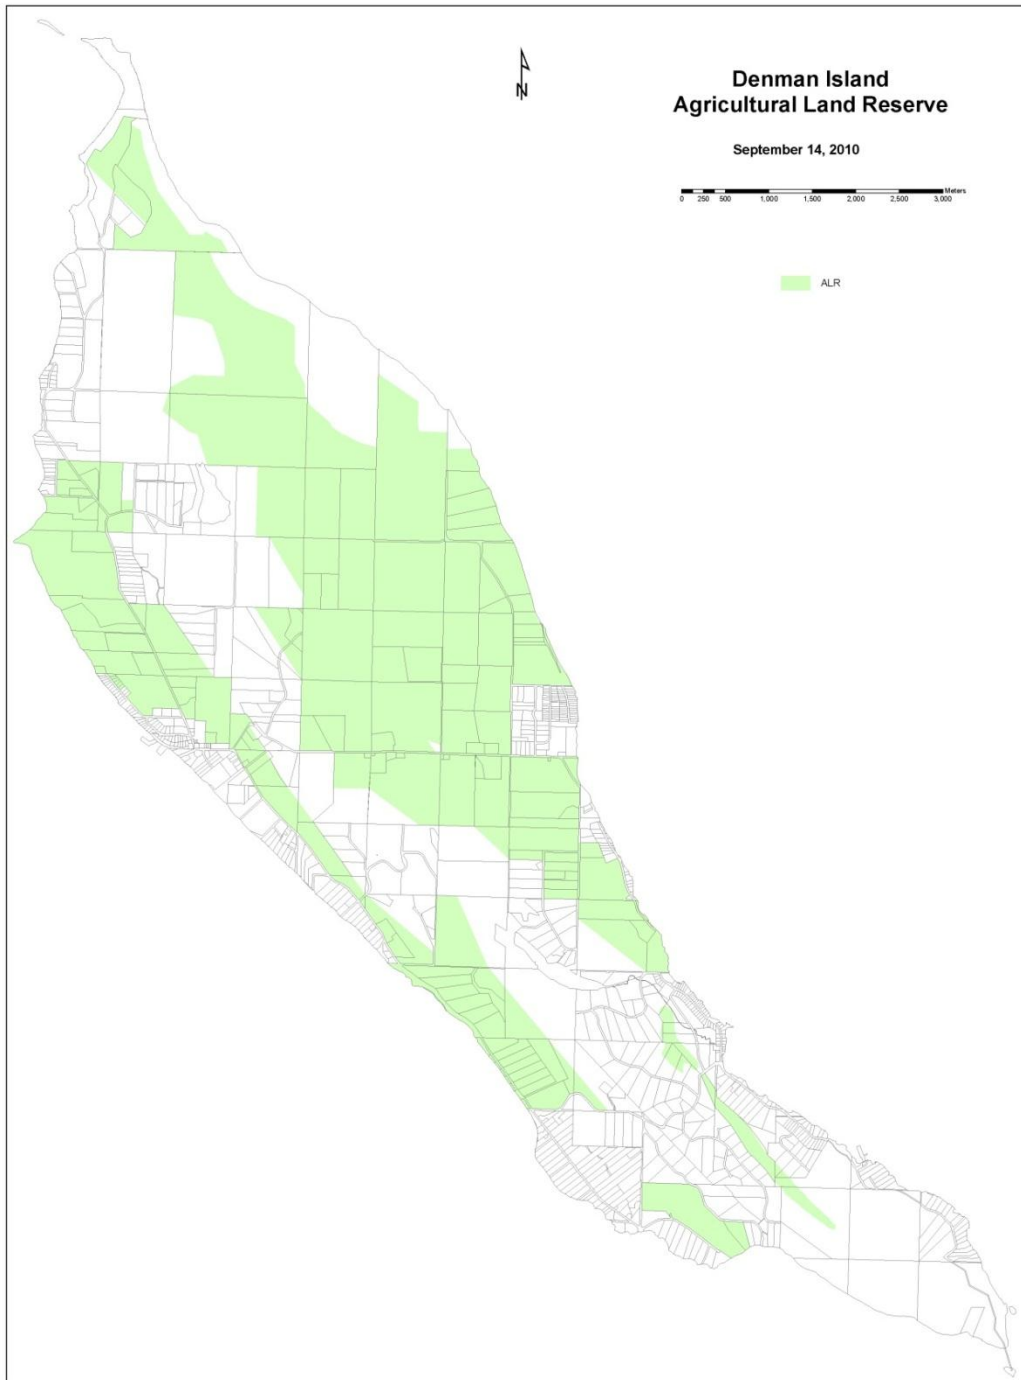 Denman Island
Agricultural Land Reserve
September 14, 2010
N
Meters
0 250 500 1,000 1,500 2,000 2,500 3,000
ALR